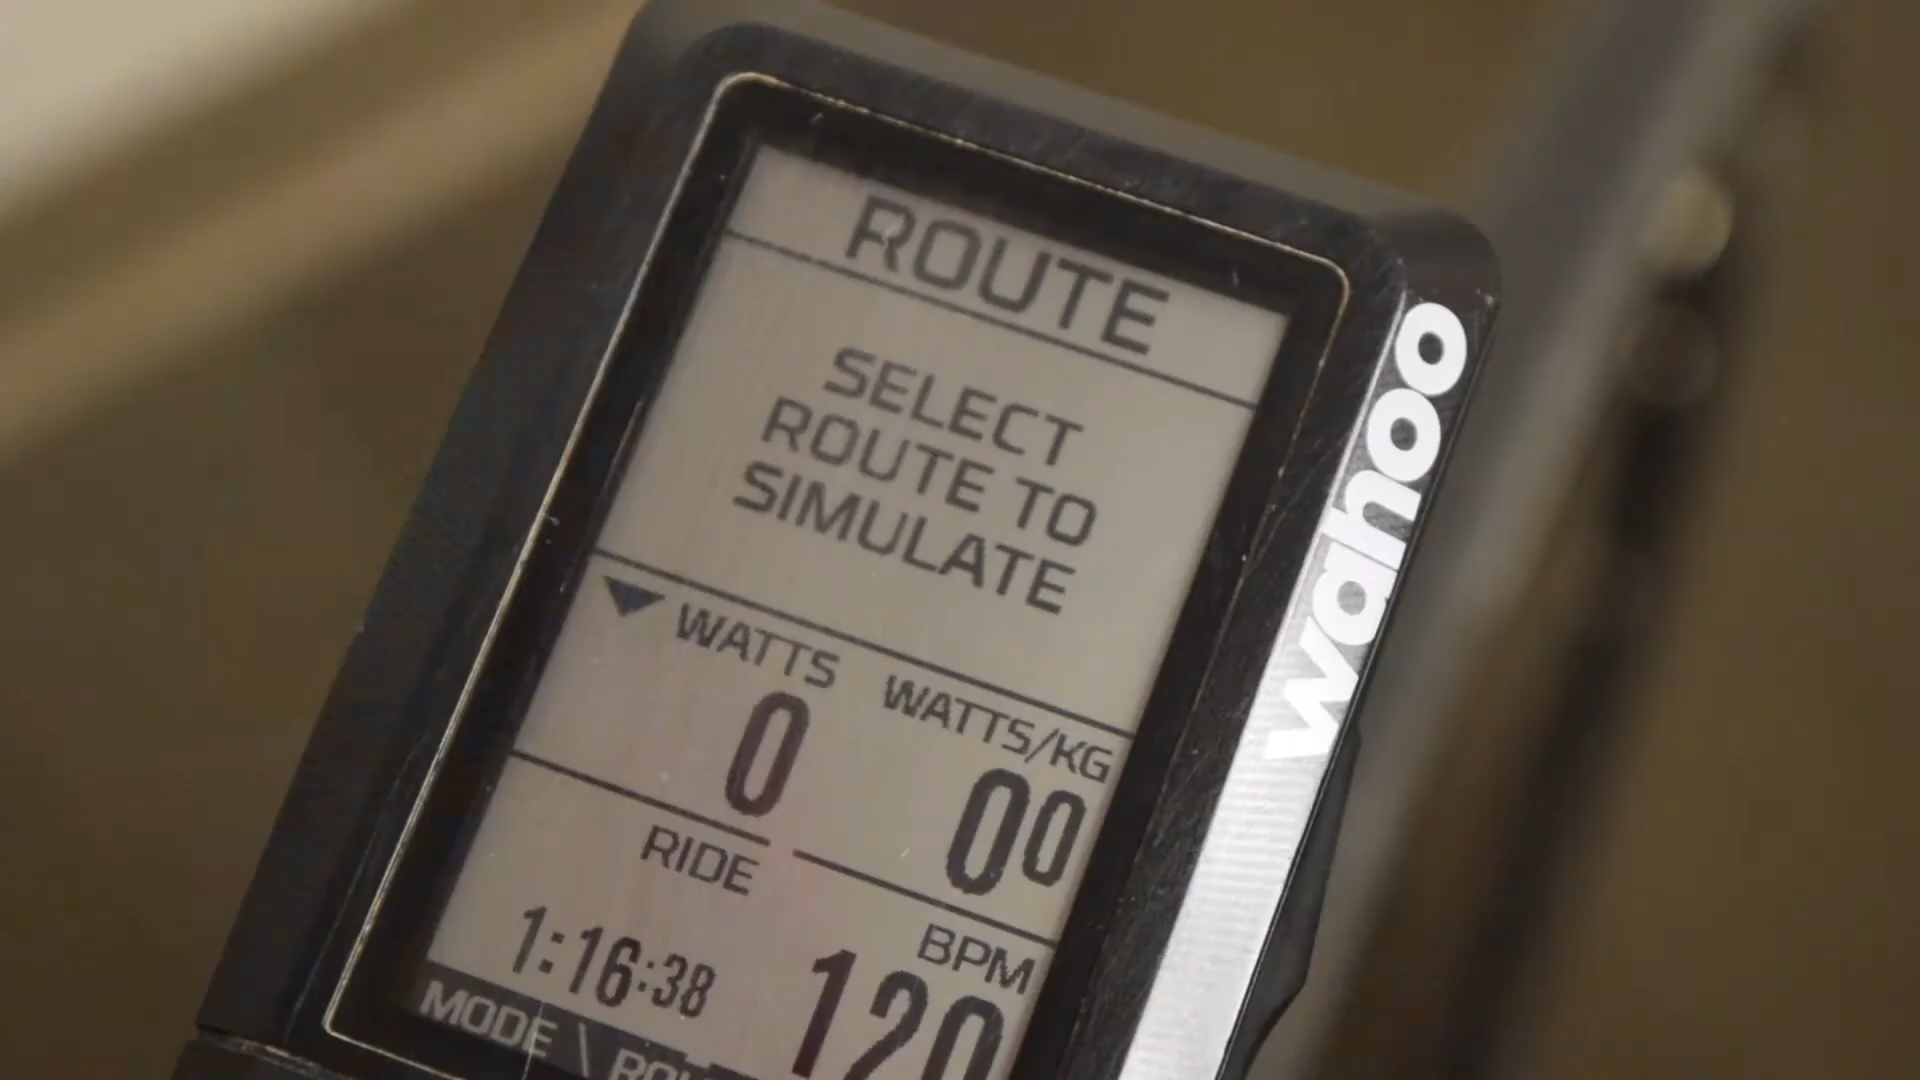 ROUTE
SELECT
ROUTE TO
SIMULATE
WATTS WATTS/KG
0 00
RIDE BPM
1:16:38 120
MODE \
wahoo